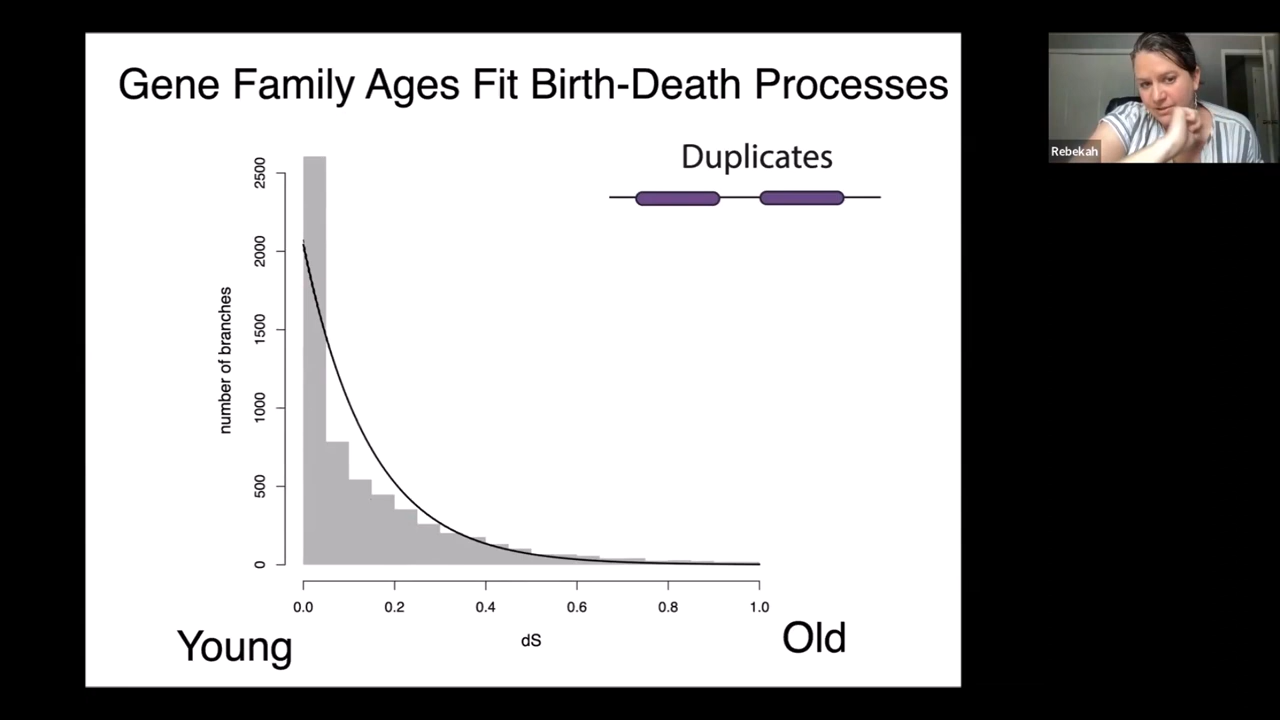 Gene Family Ages Fit Birth-Death Processes
Duplicates
number of branches
2500
2000
1500
1000
500
0
0.0 0.2 0.4 0.6 0.8 1.0
dS
Young
Old
Rebekah